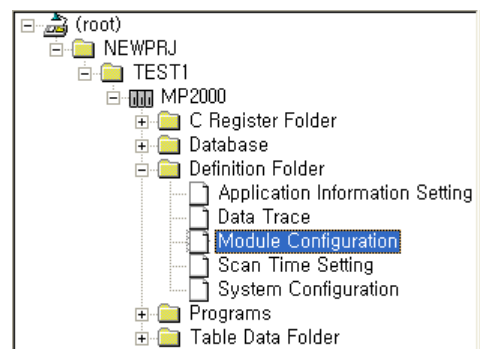 (root)
NEWPRJ
TEST1
MP2000
C Register Folder
Database
Definition Folder
Application Information Setting
Data Trace
Module Configuration
Scan Time Setting
System Configuration
Programs
Table Data Folder